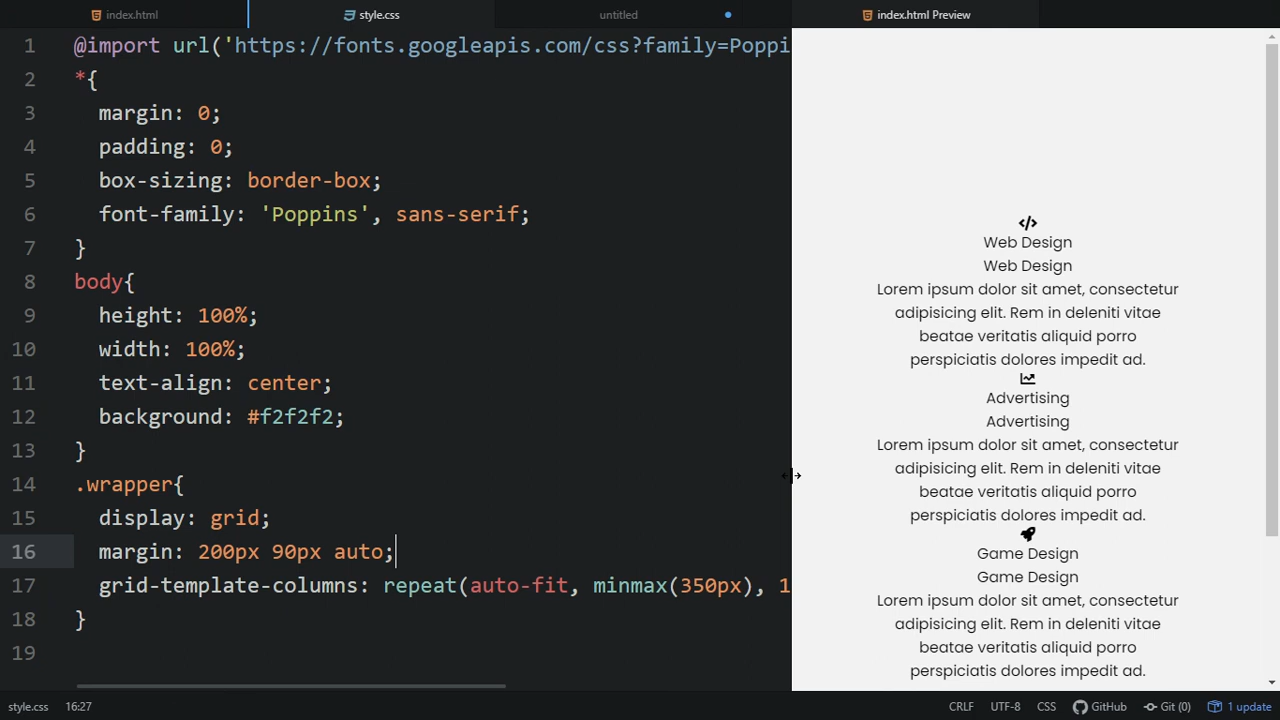 index.html
style.css
untitled
index.html Preview
1 @import url('https://fonts.googleapis.com/css?family=Poppi
2 *{
3 margin: 0;
4 padding: 0;
5 box-sizing: border-box;
6 font-family: 'Poppins', sans-serif;
7 }
8 body{
9 height: 100%;
10 width: 100%;
11 text-align: center;
12 background: #f2f2f2;
13 }
14 .wrapper{
15 display: grid;
16 margin: 200px 90px auto;
17 grid-template-columns: repeat(auto-fit, minmax(350px), 1
18 }
19
Web Design
Web Design
Lorem ipsum dolor sit amet, consectetur
adipisicing elit. Rem in deleniti vitae
beatae veritatis aliquid porro
perspiciatis dolores impedit ad.
Advertising
Advertising
Lorem ipsum dolor sit amet, consectetur
adipisicing elit. Rem in deleniti vitae
beatae veritatis aliquid porro
perspiciatis dolores impedit ad.
Game Design
Game Design
Lorem ipsum dolor sit amet, consectetur
adipisicing elit. Rem in deleniti vitae
beatae veritatis aliquid porro
perspiciatis dolores impedit ad.
style.css 16:27 CRLF UTF-8 CSS GitHub Git (0) 1 update